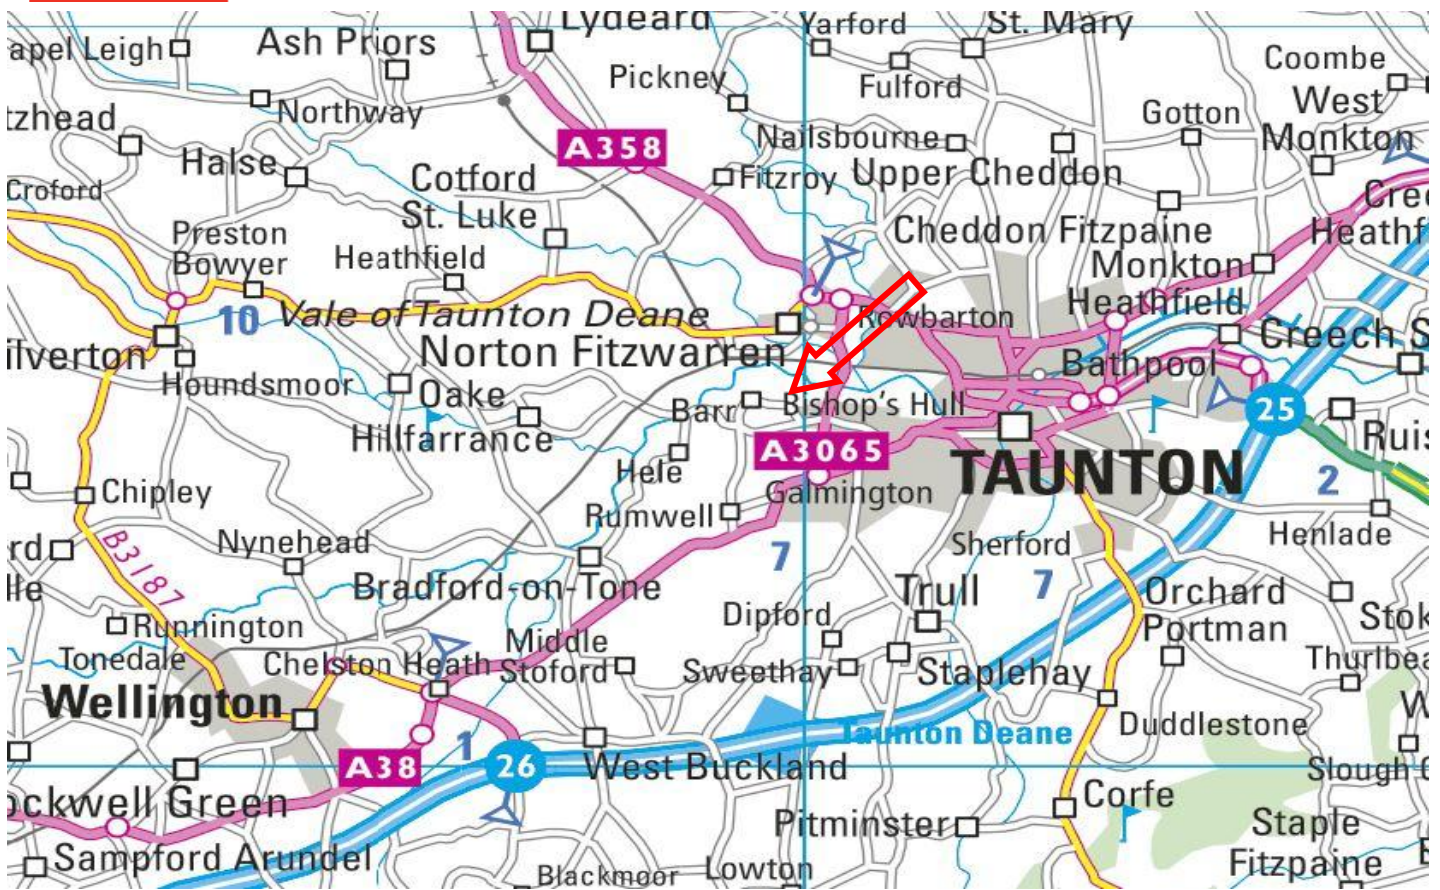 Lydeard
Yarford
St. Mary
apel Leigh
Ash Priors
Pickney
Fulford
Coombe
West
Monkton
Northway
Gotton
tzhead
A358
Nailsbourne
Halse
Cotford
St. Luke
Fitzroy
Upper Cheddon
Croford
Cree
Heathf
Preston
Bowyer
Heathfield
Cheddon Fitzpaine
Monkton
Heathfield
10
Vale of Taunton Deane
Rowbarton
Creech S
ilverton
Norton Fitzwarren
Bathpool
Houndsmoor
Oake
Barr
Bishop's Hull
25
Hillfarrance
A3065
Ruis
Hele
TAUNTON
Chipley
Galmington
2
Rumwell
Henlade
rd
lle
B3187
Nynehead
7
Sherford
Bradford-on-Tone
Trull
7
Orchard
Portman
Dipford
Stok
Runnington
Middle
Stoford
Tonedale
Chelston Heath
Sweethay
Staplehay
Thurlbea
Wellington
W
Duddlestone
Taunton Deane
1
A38
26
West Buckland
Slough G
ockwell Green
Corfe
Pitminster
Staple
Fitzpaine
Sampford Arundel
Blackmoor
Lowton